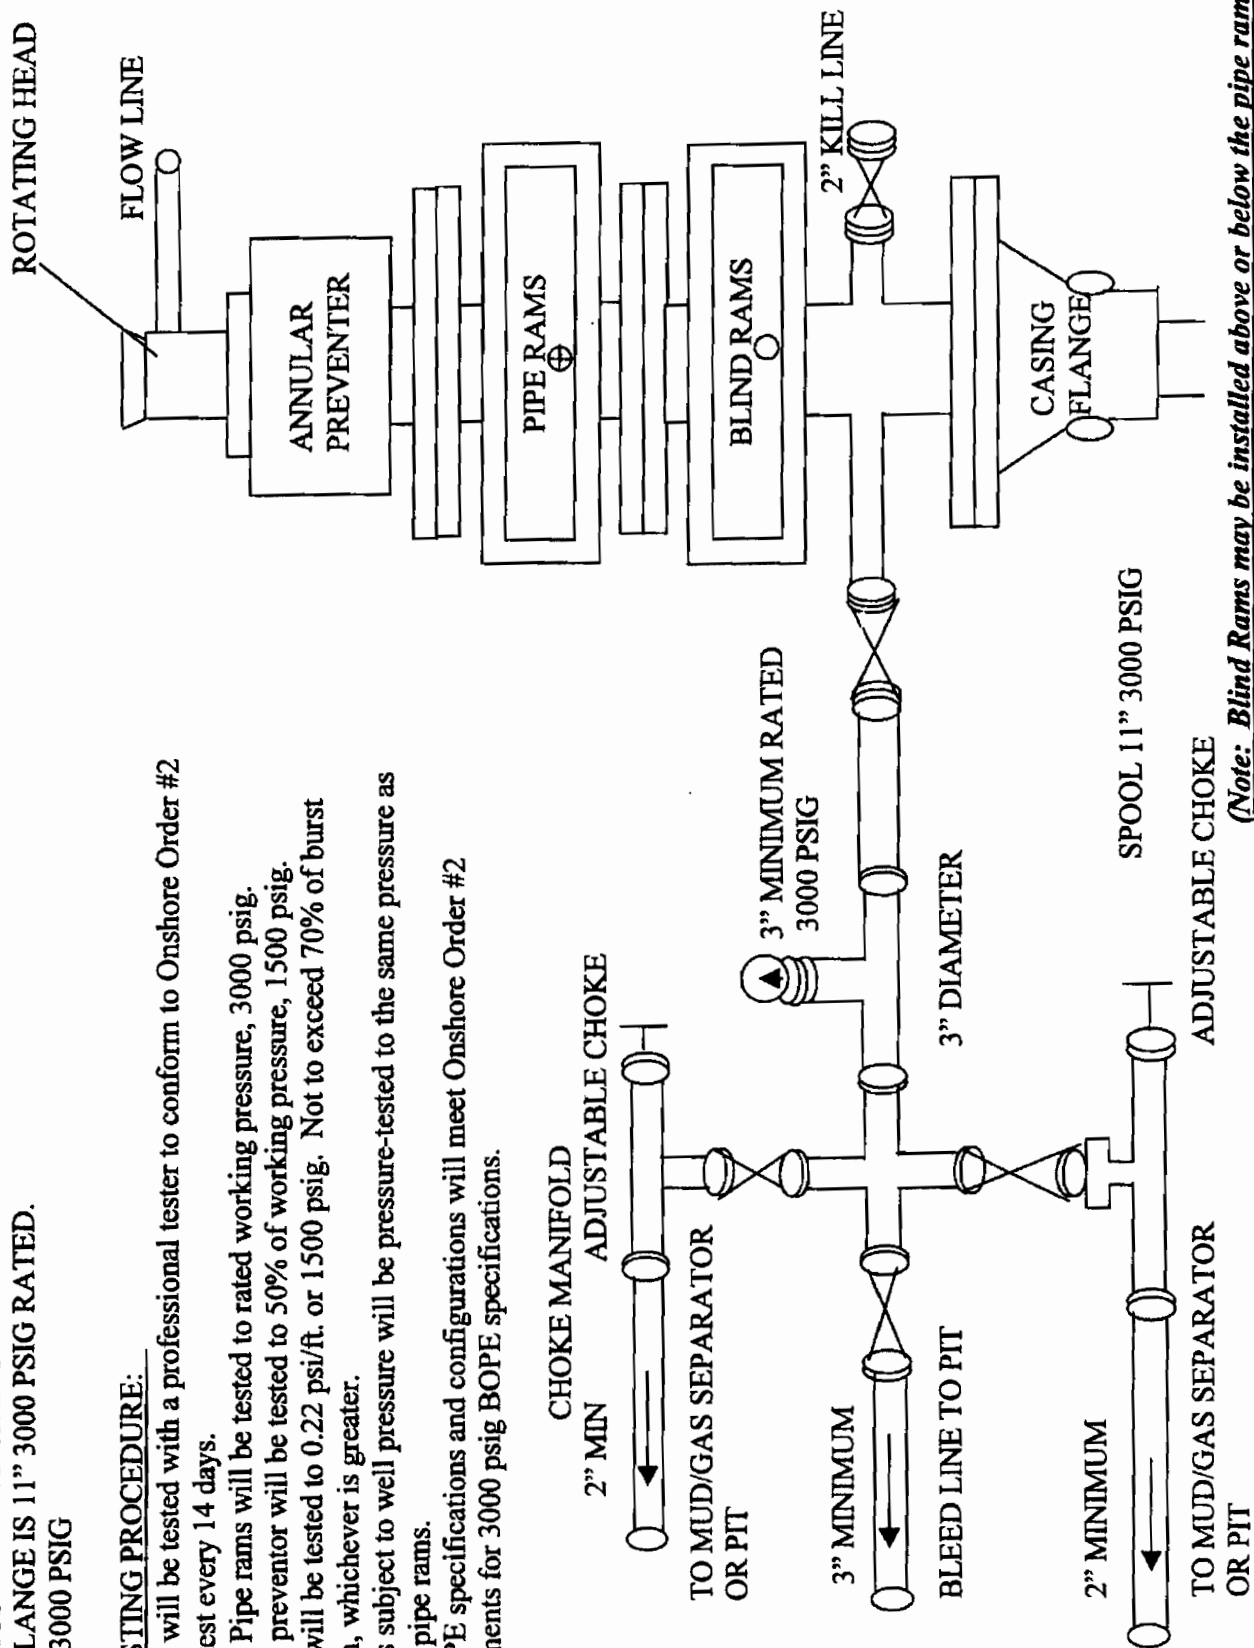 LANGE IS 11” 3000 PSIG RATED.
3000 PSIG
STING PROCEDURE:
will be tested with a professional tester to conform to Onshore Order #2
est every 14 days.
Pipe rams will be tested to rated working pressure, 3000 psig.
preventor will be tested to 50% of working pressure, 1500 psig.
will be tested to 0.22 psi/ft. or 1500 psig. Not to exceed 70% of burst
, whichever is greater.
s subject to well pressure will be pressure-tested to the same pressure as
pipe rams.
PE specifications and configurations will meet Onshore Order #2
nents for 3000 psig BOPE specifications.
ROTATING HEAD
FLOW LINE
ANNULAR
PREVENTER
PIPE RAMS
BLIND RAMS
2” KILL LINE
CASING
FLANGE
CHOKE MANIFOLD
2” MIN
ADJUSTABLE CHOKE
TO MUD/GAS SEPARATOR
OR PIT
3” MINIMUM RATED
3000 PSIG
3” DIAMETER
3” MINIMUM
BLEED LINE TO PIT
SPOOL 11” 3000 PSIG
2” MINIMUM
ADJUSTABLE CHOKE
TO MUD/GAS SEPARATOR
OR PIT
(Note: Blind Rams may be installed above or below the pipe ram